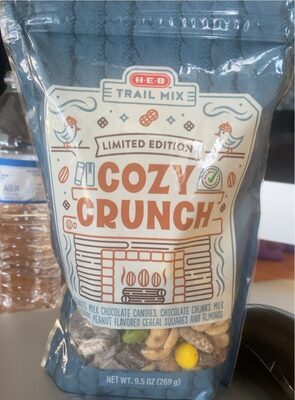 H-E-B
TRAIL MIX
LIMITED EDITION
COZY
CRUNCH
MILK CHOCOLATE CANDIES, CHOCOLATE CHUNKS, MILK
PEANUT FLAVORED CEREAL SQUARES AND ALMONDS
NET WT. 9.5 OZ (269 g)